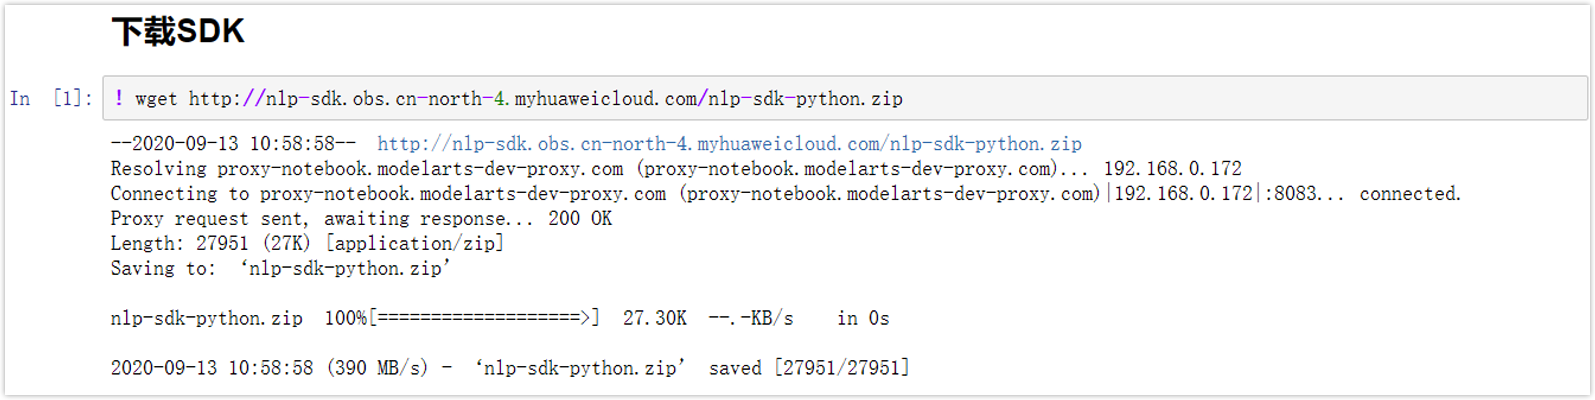 下载SDK
In [1]: ! wget http://nlp-sdk.obs.cn-north-4.myhuaweicloud.com/nlp-sdk-python.zip
--2020-09-13 10:58:58-- http://nlp-sdk.obs.cn-north-4.myhuaweicloud.com/nlp-sdk-python.zip
Resolving proxy-notebook.modelarts-dev-proxy.com (proxy-notebook.modelarts-dev-proxy.com)... 192.168.0.172
Connecting to proxy-notebook.modelarts-dev-proxy.com (proxy-notebook.modelarts-dev-proxy.com)|192.168.0.172|:8083... connected.
Proxy request sent, awaiting response... 200 OK
Length: 27951 (27K) [application/zip]
Saving to: ‘nlp-sdk-python.zip’
nlp-sdk-python.zip 100%[===================>] 27.30K --.-KB/s in 0s
2020-09-13 10:58:58 (390 MB/s) - ‘nlp-sdk-python.zip’ saved [27951/27951]